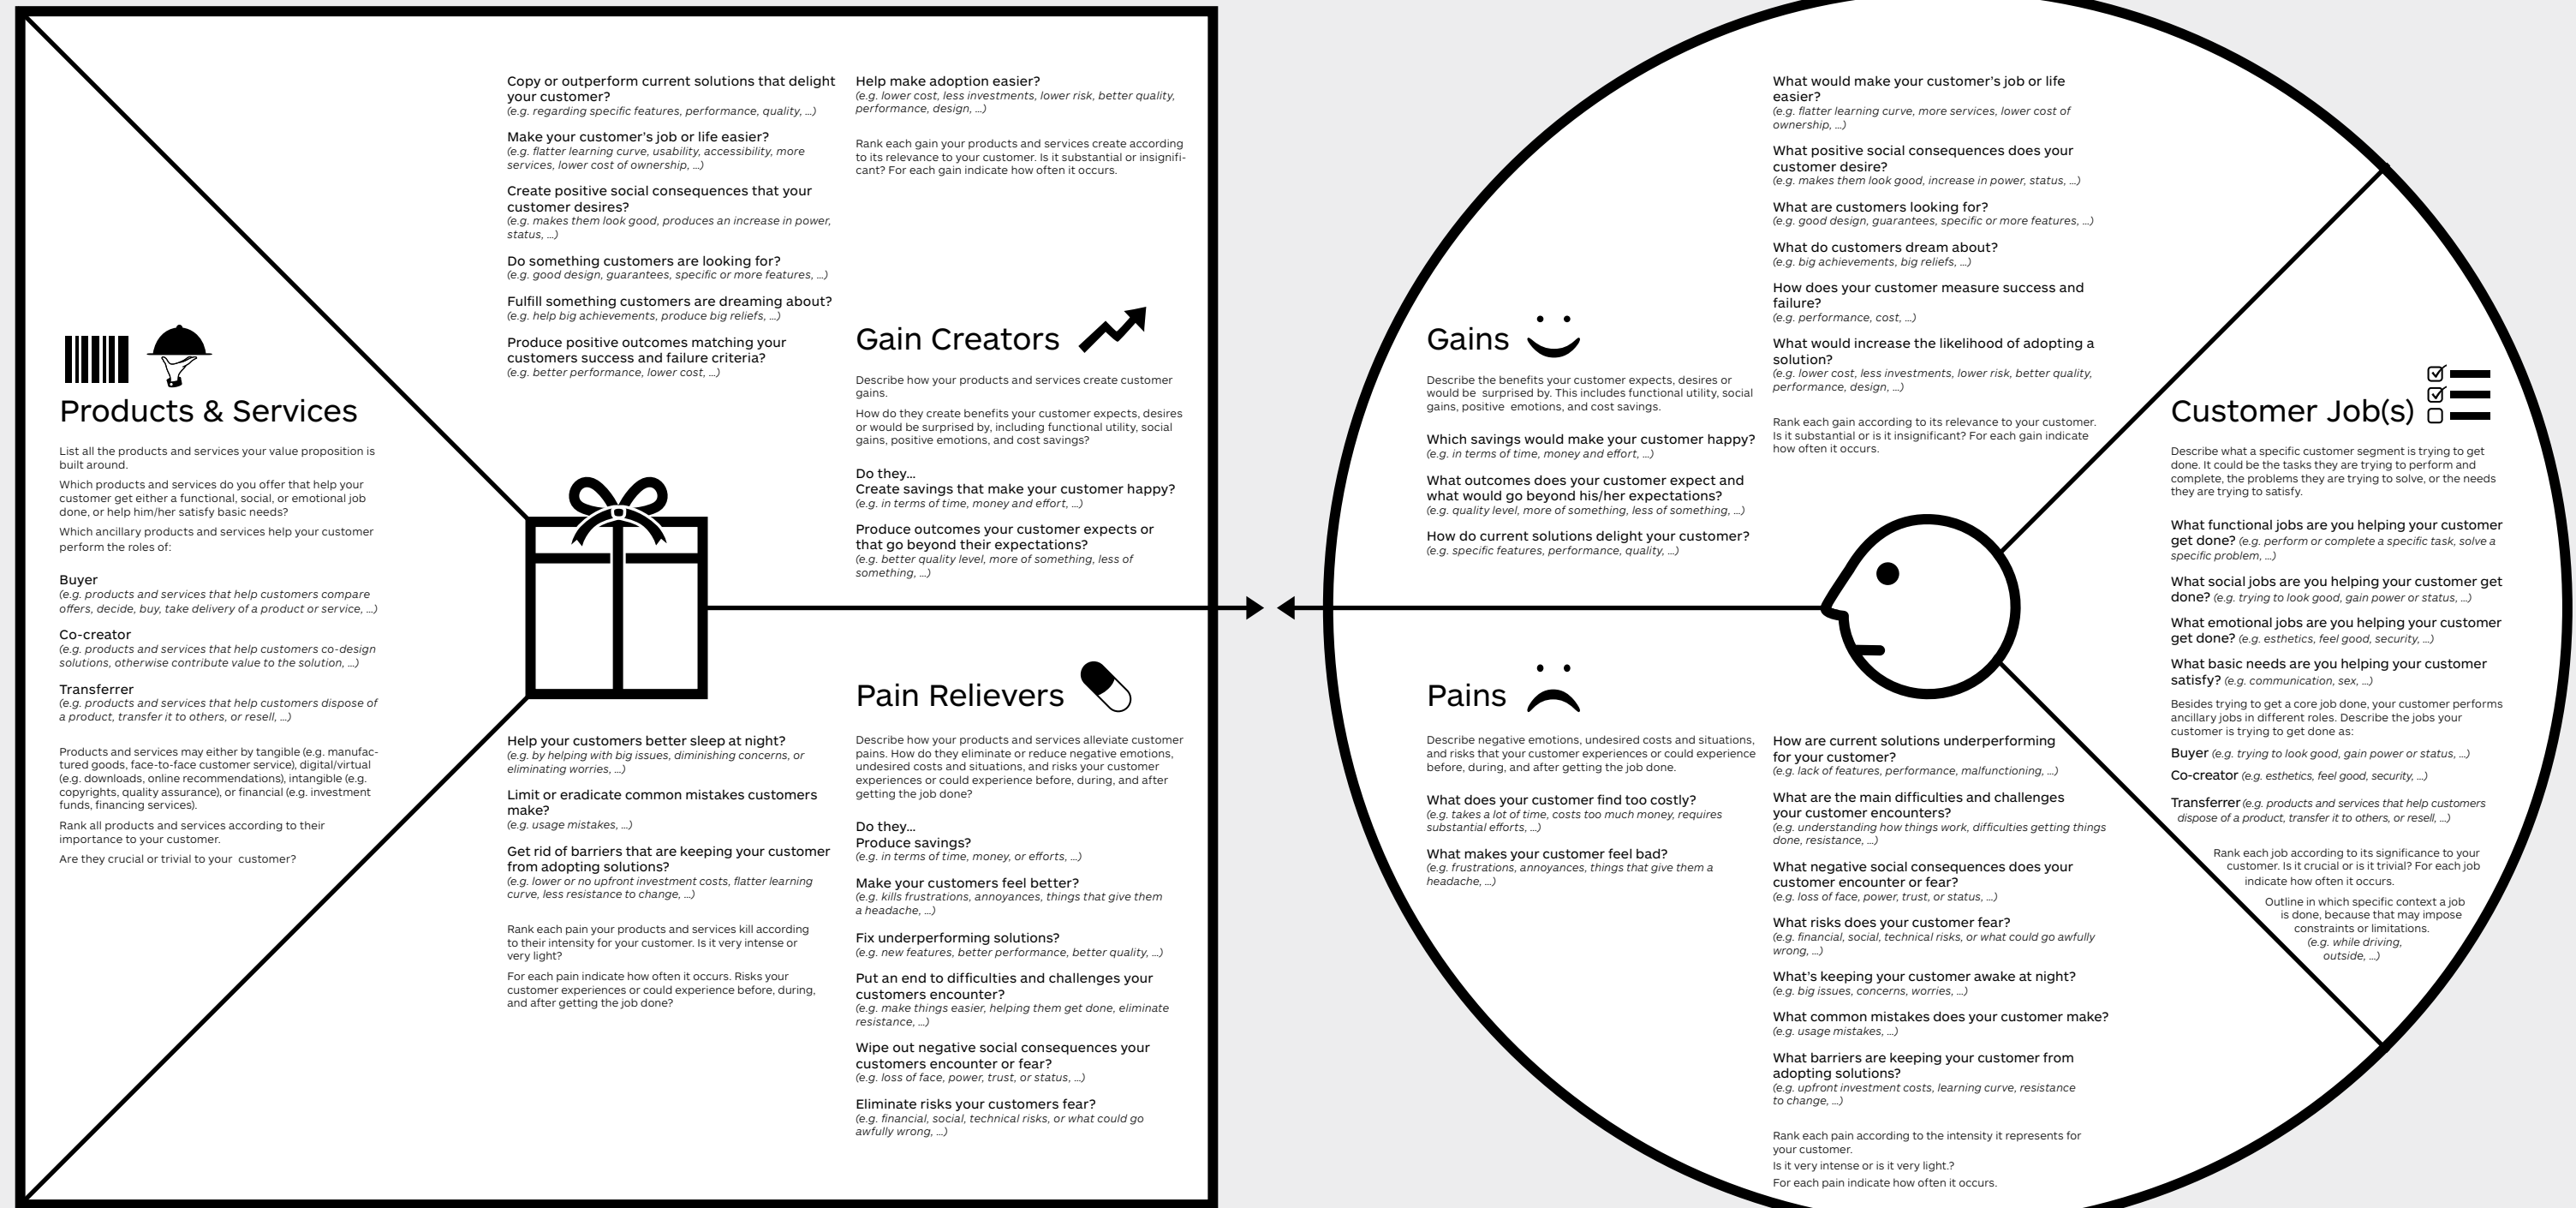 Products & Services
List all the products and services your value proposition is
built around.
Which products and services do you offer that help your
customer get either a functional, social, or emotional job
done, or help him/her satisfy basic needs?
Which ancillary products and services help your customer
perform the roles of:
Buyer
(e.g. products and services that help customers compare
offers, decide, buy, take delivery of a product or service, …)
Co-creator
(e.g. products and services that help customers co-design
solutions, otherwise contribute value to the solution, …)
Transferrer
(e.g. products and services that help customers dispose of
a product, transfer it to others, or resell, …)
Products and services may either by tangible (e.g. manufac-
tured goods, face-to-face customer service), digital/virtual
(e.g. downloads, online recommendations), intangible (e.g.
copyrights, quality assurance), or financial (e.g. investment
funds, financing services).
Rank all products and services according to their
importance to your customer.
Are they crucial or trivial to your customer?
Gain Creators
Describe how your products and services create customer
gains.
How do they create benefits your customer expects, desires
or would be surprised by, including functional utility, social
gains, positive emotions, and cost savings?
Do they…
Create savings that make your customer happy?
(e.g. in terms of time, money and effort, …)
Produce outcomes your customer expects or
that go beyond their expectations?
(e.g. better quality level, more of something, less of
something, …)
Copy or outperform current solutions that delight
your customer?
(e.g. regarding specific features, performance, quality, …)
Make your customer’s job or life easier?
(e.g. flatter learning curve, usability, accessibility, more
services, lower cost of ownership, …)
Create positive social consequences that your
customer desires?
(e.g. makes them look good, produces an increase in power,
status, …)
Do something customers are looking for?
(e.g. good design, guarantees, specific or more features, …)
Fulfill something customers are dreaming about?
(e.g. help big achievements, produce big reliefs, …)
Produce positive outcomes matching your
customers success and failure criteria?
(e.g. better performance, lower cost, …)
Help make adoption easier?
(e.g. lower cost, less investments, lower risk, better quality,
performance, design, …)
Rank each gain your products and services create according
to its relevance to your customer. Is it substantial or insignifi-
cant? For each gain indicate how often it occurs.
Pain Relievers
Describe how your products and services alleviate customer
pains. How do they eliminate or reduce negative emotions,
undesired costs and situations, and risks your customer
experiences or could experience before, during, and after
getting the job done?
Do they…
Produce savings?
(e.g. in terms of time, money, or efforts, …)
Make your customers feel better?
(e.g. kills frustrations, annoyances, things that give them
a headache, …)
Fix underperforming solutions?
(e.g. new features, better performance, better quality, …)
Put an end to difficulties and challenges your
customers encounter?
(e.g. make things easier, helping them get done, eliminate
resistance, …)
Wipe out negative social consequences your
customers encounter or fear?
(e.g. loss of face, power, trust, or status, …)
Eliminate risks your customers fear?
(e.g. financial, social, technical risks, or what could go
awfully wrong, …)
Help your customers better sleep at night?
(e.g. by helping with big issues, diminishing concerns, or
eliminating worries, …)
Limit or eradicate common mistakes customers
make?
(e.g. usage mistakes, …)
Get rid of barriers that are keeping your customer
from adopting solutions?
(e.g. lower or no upfront investment costs, flatter learning
curve, less resistance to change, …)
Rank each pain your products and services kill according
to their intensity for your customer. Is it very intense or
very light?
For each pain indicate how often it occurs. Risks your
customer experiences or could experience before, during,
and after getting the job done?
Gains
Describe the benefits your customer expects, desires or
would be surprised by. This includes functional utility, social
gains, positive emotions, and cost savings.
Which savings would make your customer happy?
(e.g. in terms of time, money and effort, …)
What outcomes does your customer expect and
what would go beyond his/her expectations?
(e.g. quality level, more of something, less of something, …)
How do current solutions delight your customer?
(e.g. specific features, performance, quality, …)
What would make your customer’s job or life
easier?
(e.g. flatter learning curve, more services, lower cost of
ownership, …)
What positive social consequences does your
customer desire?
(e.g. makes them look good, increase in power, status, …)
What are customers looking for?
(e.g. good design, guarantees, specific or more features, …)
What do customers dream about?
(e.g. big achievements, big reliefs, …)
How does your customer measure success and
failure?
(e.g. performance, cost, …)
What would increase the likelihood of adopting a
solution?
(e.g. lower cost, less investments, lower risk, better quality,
performance, design, …)
Rank each gain according to its relevance to your customer.
Is it substantial or is it insignificant? For each gain indicate
how often it occurs.
Pains
Describe negative emotions, undesired costs and situations,
and risks that your customer experiences or could experience
before, during, and after getting the job done.
What does your customer find too costly?
(e.g. takes a lot of time, costs too much money, requires
substantial efforts, …)
What makes your customer feel bad?
(e.g. frustrations, annoyances, things that give them a
headache, …)
How are current solutions underperforming
for your customer?
(e.g. lack of features, performance, malfunctioning, …)
What are the main difficulties and challenges
your customer encounters?
(e.g. understanding how things work, difficulties getting things
done, resistance, …)
What negative social consequences does your
customer encounter or fear?
(e.g. loss of face, power, trust, or status, …)
What risks does your customer fear?
(e.g. financial, social, technical risks, or what could go awfully
wrong, …)
What’s keeping your customer awake at night?
(e.g. big issues, concerns, worries, …)
What common mistakes does your customer make?
(e.g. usage mistakes, …)
What barriers are keeping your customer from
adopting solutions?
(e.g. upfront investment costs, learning curve, resistance
to change, …)
Rank each pain according to the intensity it represents for
your customer.
Is it very intense or is it very light.?
For each pain indicate how often it occurs.
Customer Job(s)
Describe what a specific customer segment is trying to get
done. It could be the tasks they are trying to perform and
complete, the problems they are trying to solve, or the needs
they are trying to satisfy.
What functional jobs are you helping your customer
get done? (e.g. perform or complete a specific task, solve a
specific problem, …)
What social jobs are you helping your customer get
done? (e.g. trying to look good, gain power or status, …)
What emotional jobs are you helping your customer
get done? (e.g. esthetics, feel good, security, …)
What basic needs are you helping your customer
satisfy? (e.g. communication, sex, …)
Besides trying to get a core job done, your customer performs
ancillary jobs in different roles. Describe the jobs your
customer is trying to get done as:
Buyer (e.g. trying to look good, gain power or status, …)
Co-creator (e.g. esthetics, feel good, security, …)
Transferrer (e.g. products and services that help customers
dispose of a product, transfer it to others, or resell, …)
Rank each job according to its significance to your
customer. Is it crucial or is it trivial? For each job
indicate how often it occurs.
Outline in which specific context a job
is done, because that may impose
constraints or limitations.
(e.g. while driving,
outside, …)